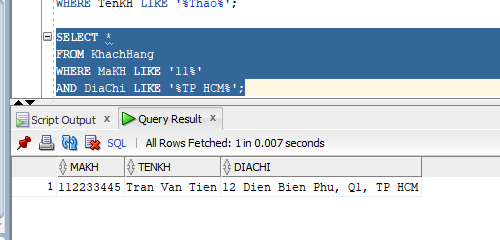 WHERE TenKH LIKE '%Thao%';
SELECT *
FROM KhachHang
WHERE MaKH LIKE '11%'
AND DiaChi LIKE '%TP HCM%';
Script Output x Query Result x
SQL | All Rows Fetched: 1 in 0.007 seconds
MAKH TENKH DIACHI
1 112233445 Tran Van Tien 12 Dien Bien Phu, Q1, TP HCM